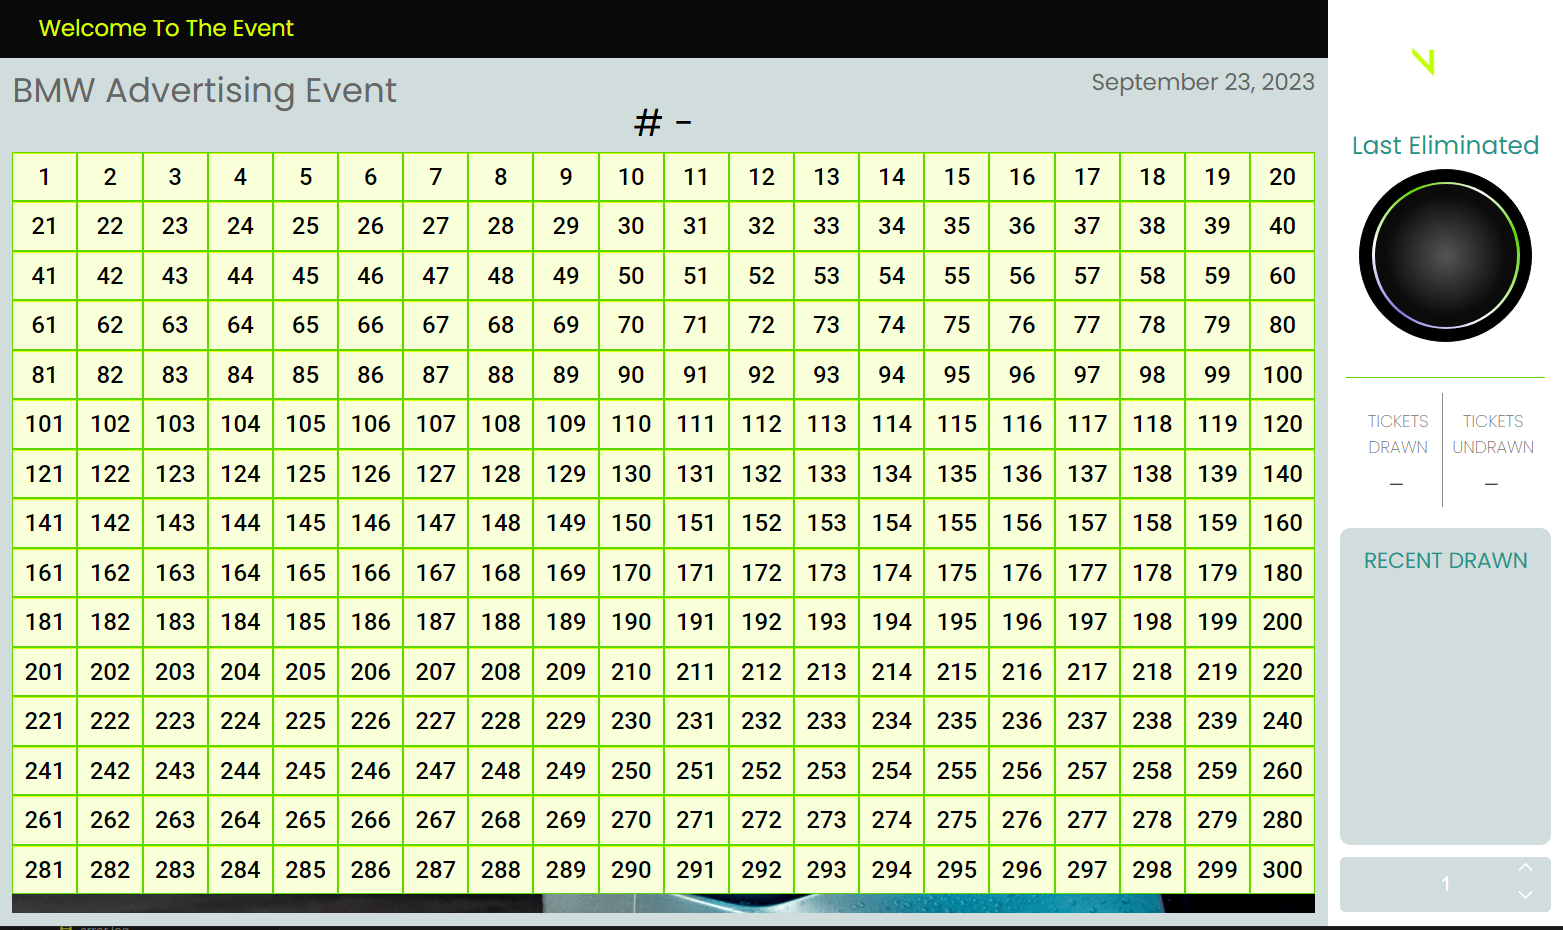 Welcome To The Event
BMW Advertising Event
September 23, 2023
# -
1 2 3 4 5 6 7 8 9 10 11 12 13 14 15 16 17 18 19 20
21 22 23 24 25 26 27 28 29 30 31 32 33 34 35 36 37 38 39 40
41 42 43 44 45 46 47 48 49 50 51 52 53 54 55 56 57 58 59 60
61 62 63 64 65 66 67 68 69 70 71 72 73 74 75 76 77 78 79 80
81 82 83 84 85 86 87 88 89 90 91 92 93 94 95 96 97 98 99 100
101 102 103 104 105 106 107 108 109 110 111 112 113 114 115 116 117 118 119 120
121 122 123 124 125 126 127 128 129 130 131 132 133 134 135 136 137 138 139 140
141 142 143 144 145 146 147 148 149 150 151 152 153 154 155 156 157 158 159 160
161 162 163 164 165 166 167 168 169 170 171 172 173 174 175 176 177 178 179 180
181 182 183 184 185 186 187 188 189 190 191 192 193 194 195 196 197 198 199 200
201 202 203 204 205 206 207 208 209 210 211 212 213 214 215 216 217 218 219 220
221 222 223 224 225 226 227 228 229 230 231 232 233 234 235 236 237 238 239 240
241 242 243 244 245 246 247 248 249 250 251 252 253 254 255 256 257 258 259 260
261 262 263 264 265 266 267 268 269 270 271 272 273 274 275 276 277 278 279 280
281 282 283 284 285 286 287 288 289 290 291 292 293 294 295 296 297 298 299 300
Last Eliminated
TICKETS
DRAWN
–
TICKETS
UNDRAWN
–
RECENT DRAWN
1